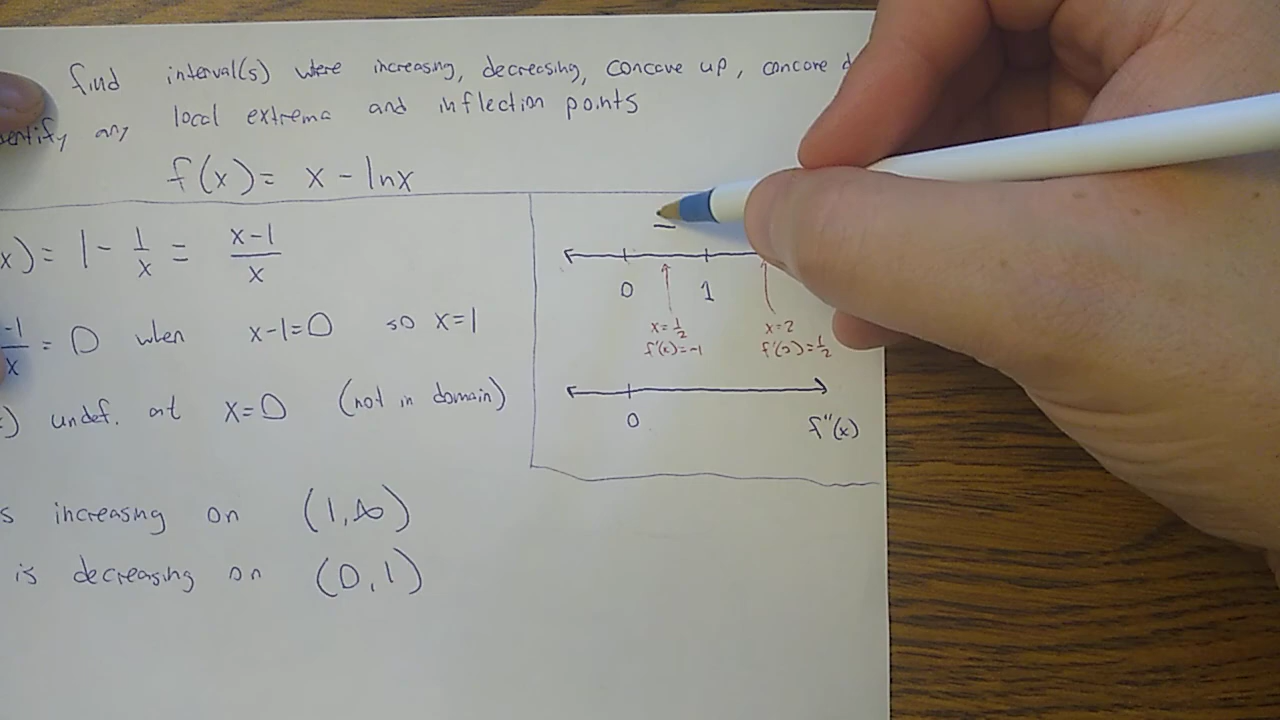 find interval(s) where increasing, decreasing, concave up, concave d
entify any local extrema and inflection points
f(x) = x - lnx
x) = 1 - 1/x = (x-1)/x
-1/x = 0 when x-1=0 so x=1
) undef. at x=0 (not in domain)
s increasing on (1,∞)
is decreasing on (0,1)
−
0 1
x=1/2 x=2
f'(x)=-1 f'(2)=1/2
0 f"(x)